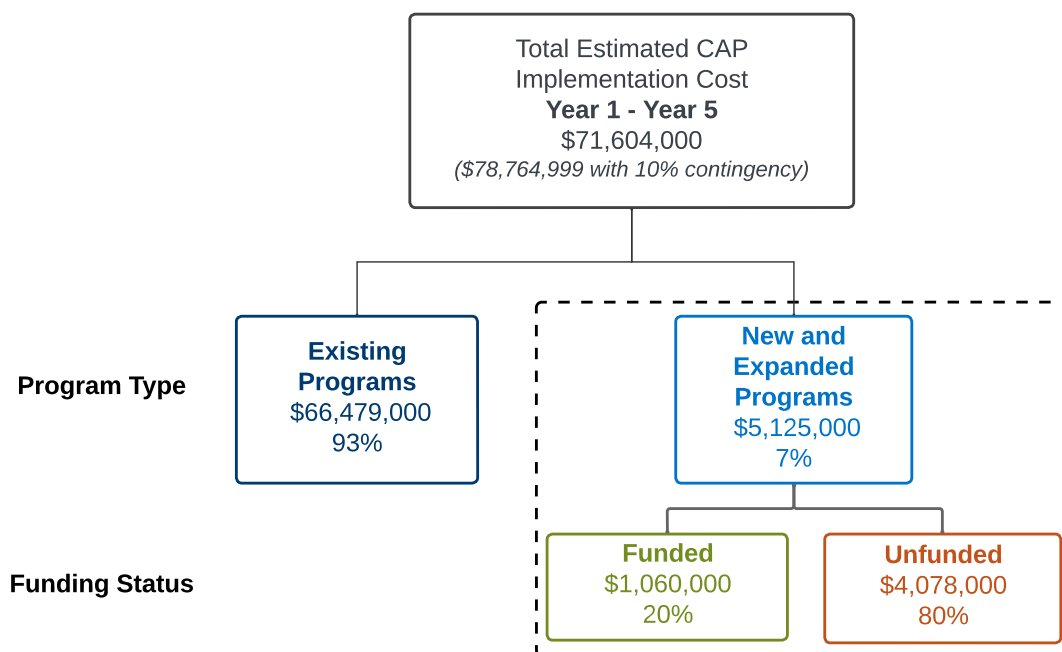 Total Estimated CAP
Implementation Cost
Year 1 - Year 5
$71,604,000
($78,764,999 with 10% contingency)
Program Type
Existing
Programs
$66,479,000
93%
New and
Expanded
Programs
$5,125,000
7%
Funding Status
Funded
$1,060,000
20%
Unfunded
$4,078,000
80%